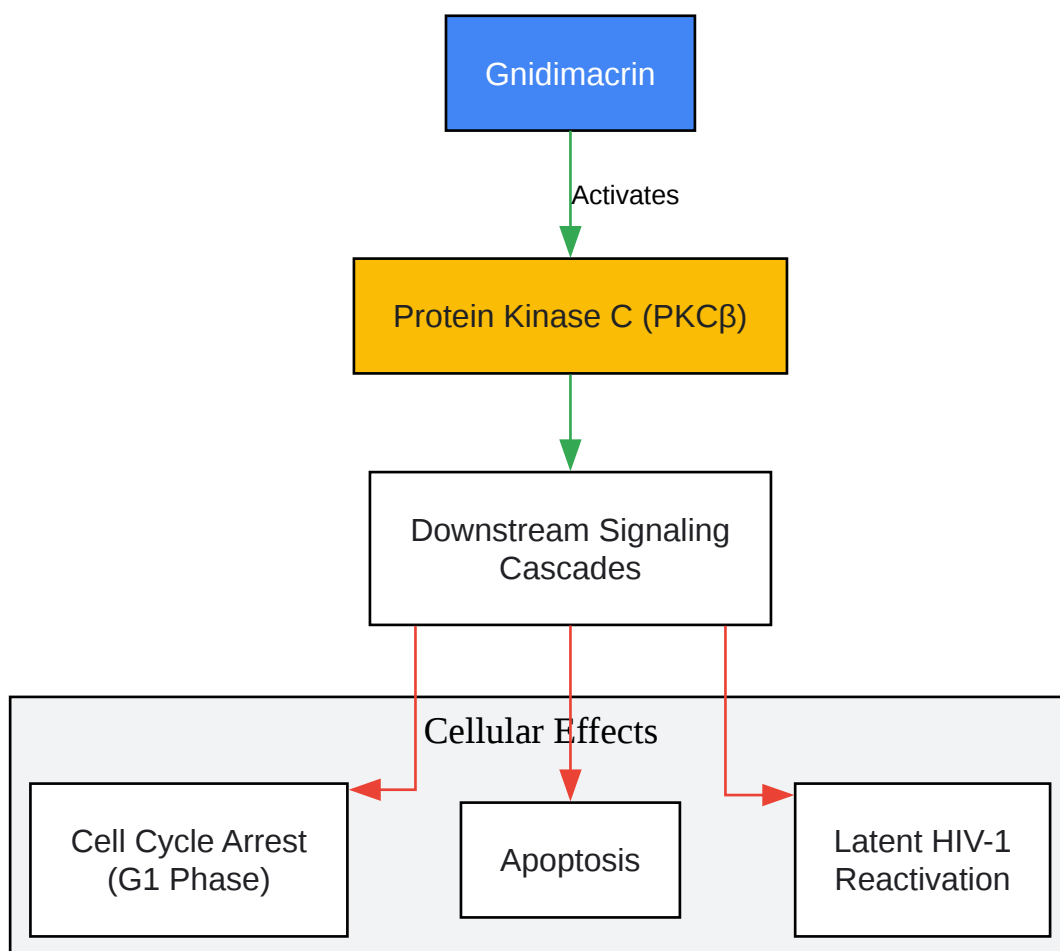 Gnidimacrin
Activates
Protein Kinase C (PKCβ)
Downstream Signaling
Cascades
Cellular Effects
Cell Cycle Arrest
(G1 Phase)
Apoptosis
Latent HIV-1
Reactivation